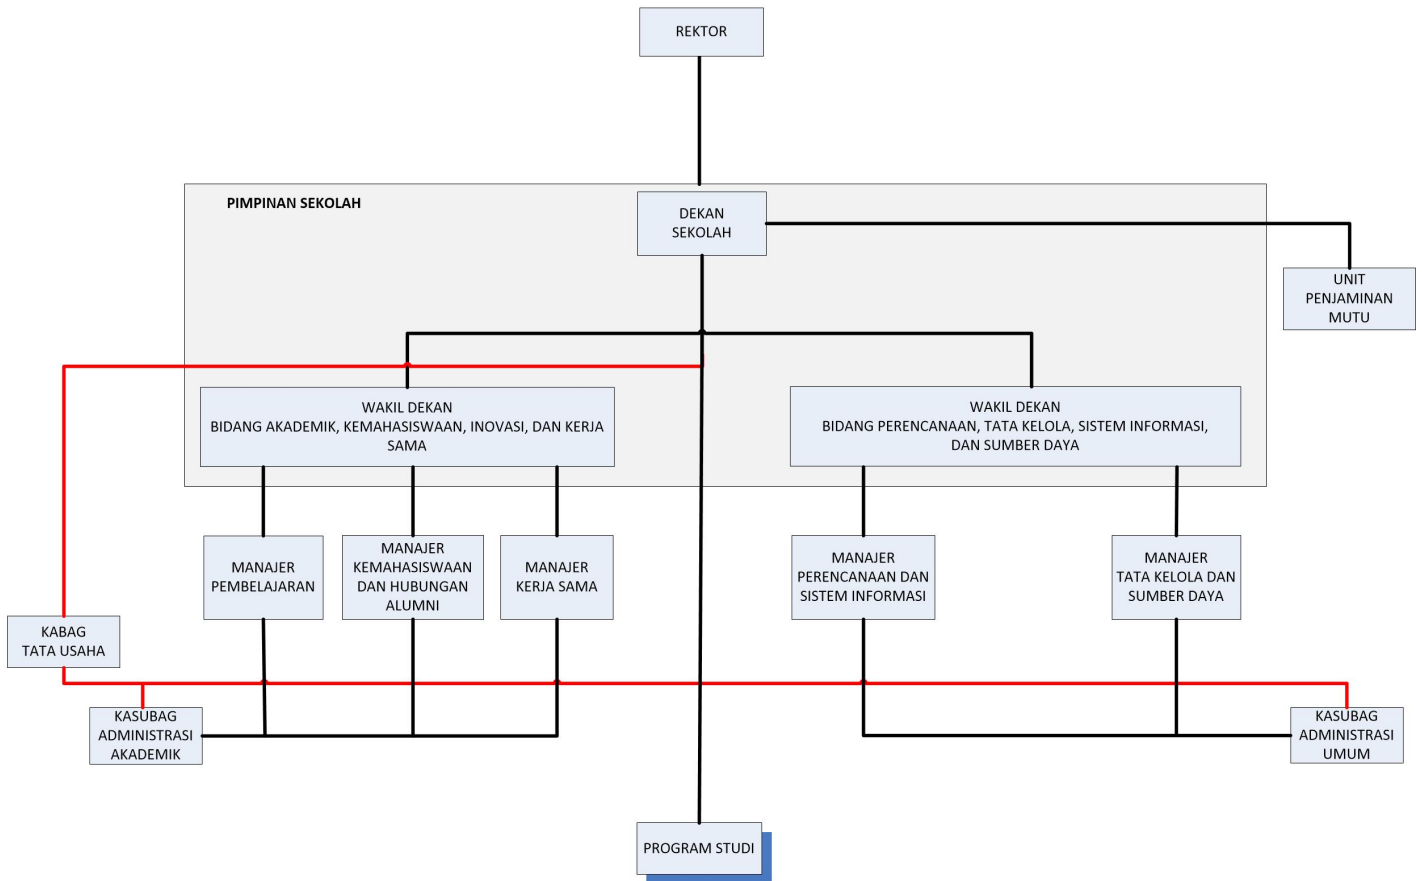 REKTOR
PIMPINAN SEKOLAH
DEKAN
SEKOLAH
UNIT
PENJAMINAN
MUTU
WAKIL DEKAN
BIDANG AKADEMIK, KEMAHASISWAAN, INOVASI, DAN KERJA
SAMA
WAKIL DEKAN
BIDANG PERENCANAAN, TATA KELOLA, SISTEM INFORMASI,
DAN SUMBER DAYA
MANAJER
PEMBELAJARAN
MANAJER
KEMAHASISWAAN
DAN HUBUNGAN
ALUMNI
MANAJER
KERJA SAMA
MANAJER
PERENCANAAN DAN
SISTEM INFORMASI
MANAJER
TATA KELOLA DAN
SUMBER DAYA
KABAG
TATA USAHA
KASUBAG
ADMINISTRASI
AKADEMIK
KASUBAG
ADMINISTRASI
UMUM
PROGRAM STUDI